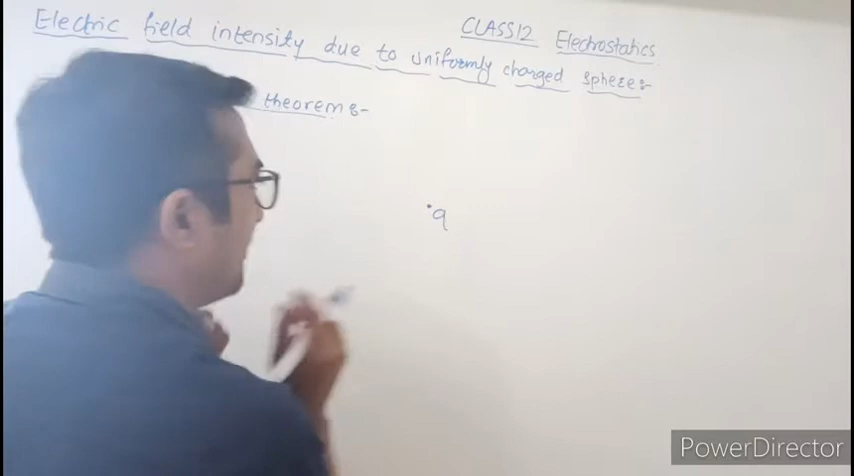 CLASS12 Electrostatics
Electric field intensity due to uniformly charged sphere:-
theorem:-
.q
PowerDirector